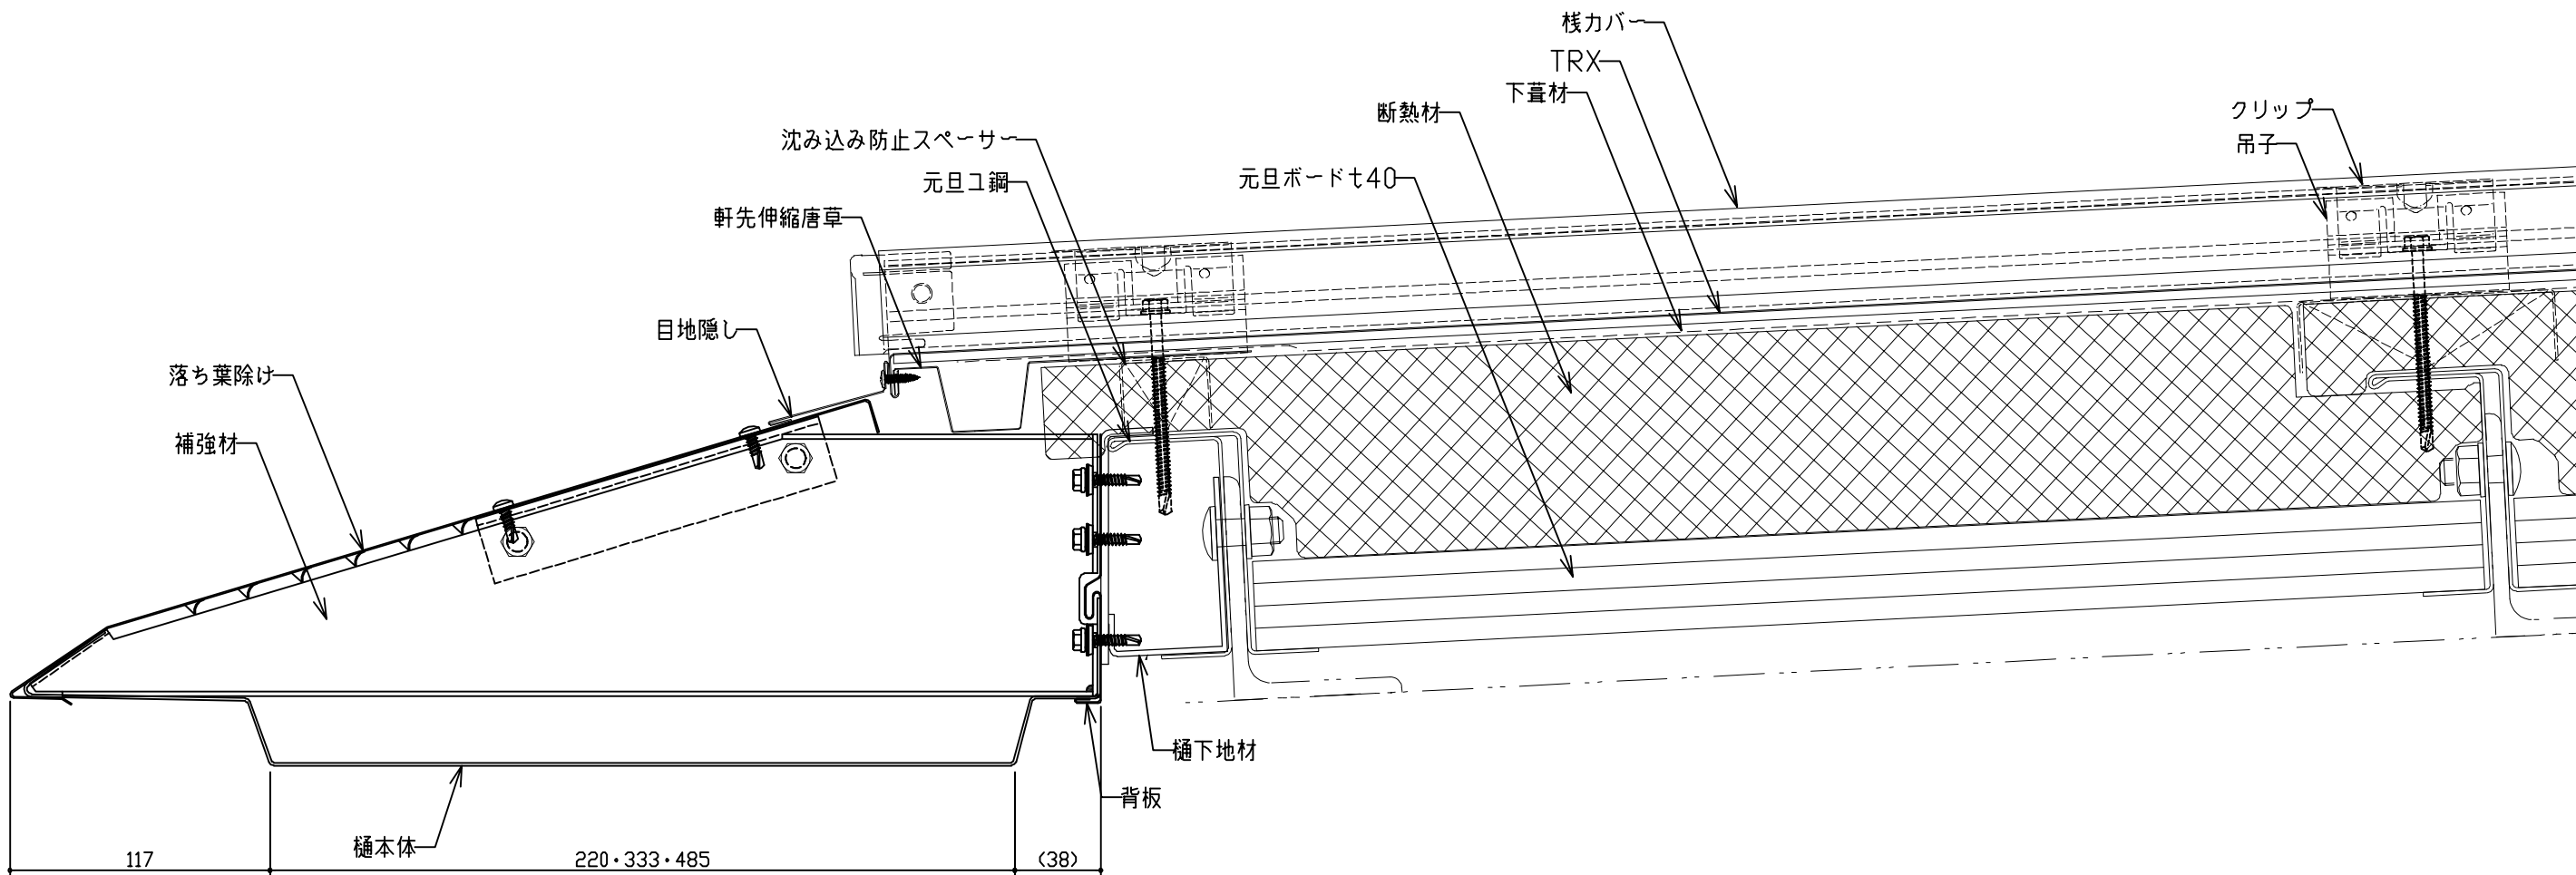 桟カバー
TRX
下葺材
断熱材
クリップ
吊子
沈み込み防止スペーサー
元旦コ鋼
元旦ボードt40
軒先伸縮唐草
目地隠し
落ち葉除け
補強材
樋下地材
背板
樋本体
117
220・333・485
(38)